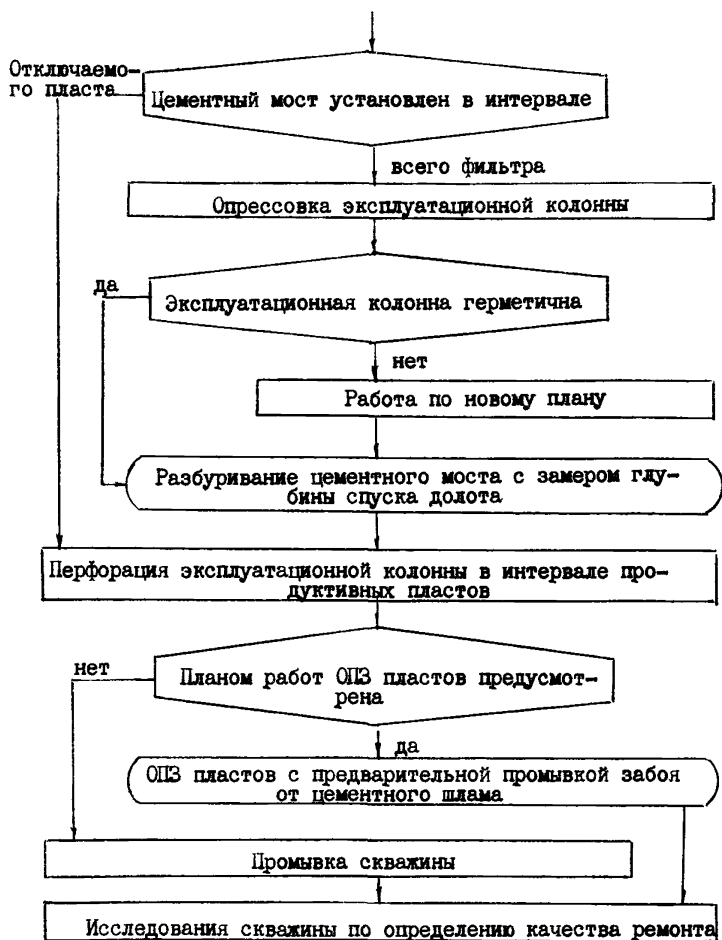 Отключаемо-
го пласта
Цементный мост установлен в интервале
всего фильтра
Опрессовка эксплуатационной колонны
да
Эксплуатационная колонна герметична
нет
Работа по новому плану
Разбуривание цементного моста с замером глу-
бины спуска долота
Перфорация эксплуатационной колонны в интервале про-
дуктивных пластов
нет
Планом работ ОПЗ пластов предусмот-
рена
да
ОПЗ пластов с предварительной промывкой забоя
от цементного шлама
Промывка скважины
Исследования скважины по определению качества ремонта